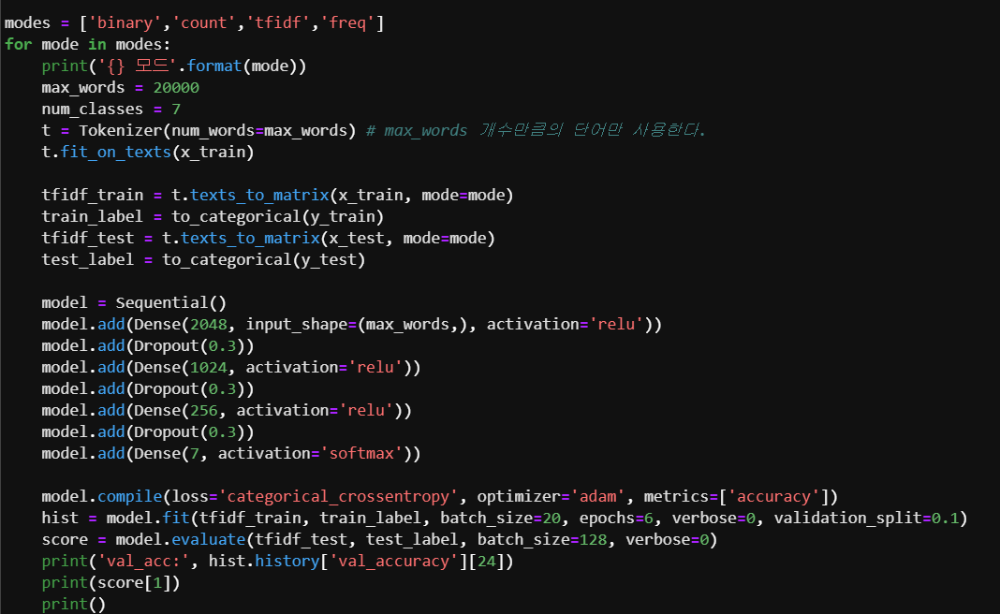 modes = ['binary','count','tfidf','freq']
for mode in modes:
    print('{} 모드'.format(mode))
    max_words = 20000
    num_classes = 7
    t = Tokenizer(num_words=max_words) # max_words 개수만큼의 단어만 사용한다.
    t.fit_on_texts(x_train)

    tfidf_train = t.texts_to_matrix(x_train, mode=mode)
    train_label = to_categorical(y_train)
    tfidf_test = t.texts_to_matrix(x_test, mode=mode)
    test_label = to_categorical(y_test)

    model = Sequential()
    model.add(Dense(2048, input_shape=(max_words,), activation='relu'))
    model.add(Dropout(0.3))
    model.add(Dense(1024, activation='relu'))
    model.add(Dropout(0.3))
    model.add(Dense(256, activation='relu'))
    model.add(Dropout(0.3))
    model.add(Dense(7, activation='softmax'))

    model.compile(loss='categorical_crossentropy', optimizer='adam', metrics=['accuracy'])
    hist = model.fit(tfidf_train, train_label, batch_size=20, epochs=6, verbose=0, validation_split=0.1)
    score = model.evaluate(tfidf_test, test_label, batch_size=128, verbose=0)
    print('val_acc:', hist.history['val_accuracy'][24])
    print(score[1])
    print()